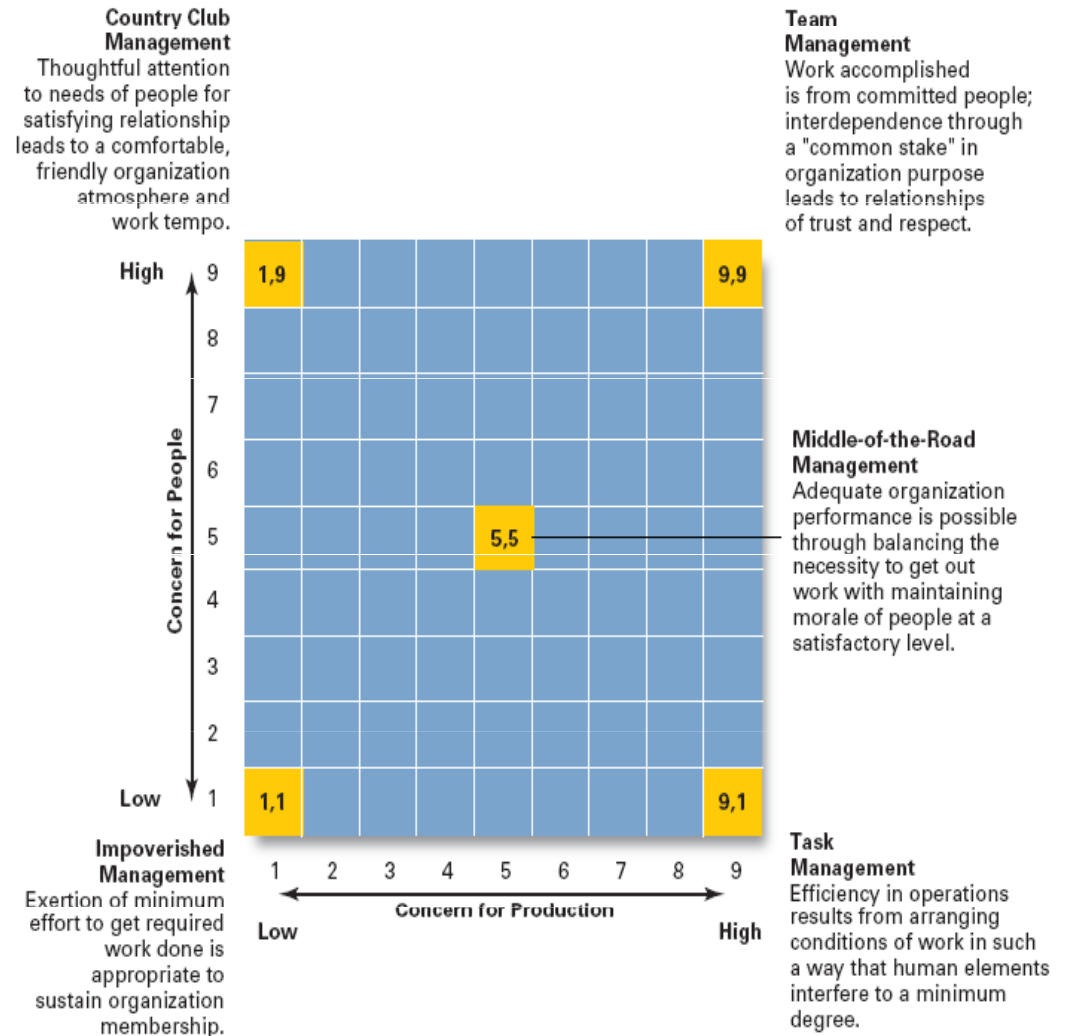 Country Club
Management
Thoughtful attention
to needs of people for
satisfying relationship
leads to a comfortable,
friendly organization
atmosphere and
work tempo.
Team
Management
Work accomplished
is from committed people;
interdependence through
a "common stake" in
organization purpose
leads to relationships
of trust and respect.
High
9
1,9
9,9
8
7
6
5
5,5
4
3
2
Low
1
1,1
9,1
Concern for People
Middle-of-the-Road
Management
Adequate organization
performance is possible
through balancing the
necessity to get out
work with maintaining
morale of people at a
satisfactory level.
Impoverished
Management
Exertion of minimum
effort to get required
work done is
appropriate to
sustain organization
membership.
1 2 3 4 5 6 7 8 9
Concern for Production
Low
High
Task
Management
Efficiency in operations
results from arranging
conditions of work in such
a way that human elements
interfere to a minimum
degree.